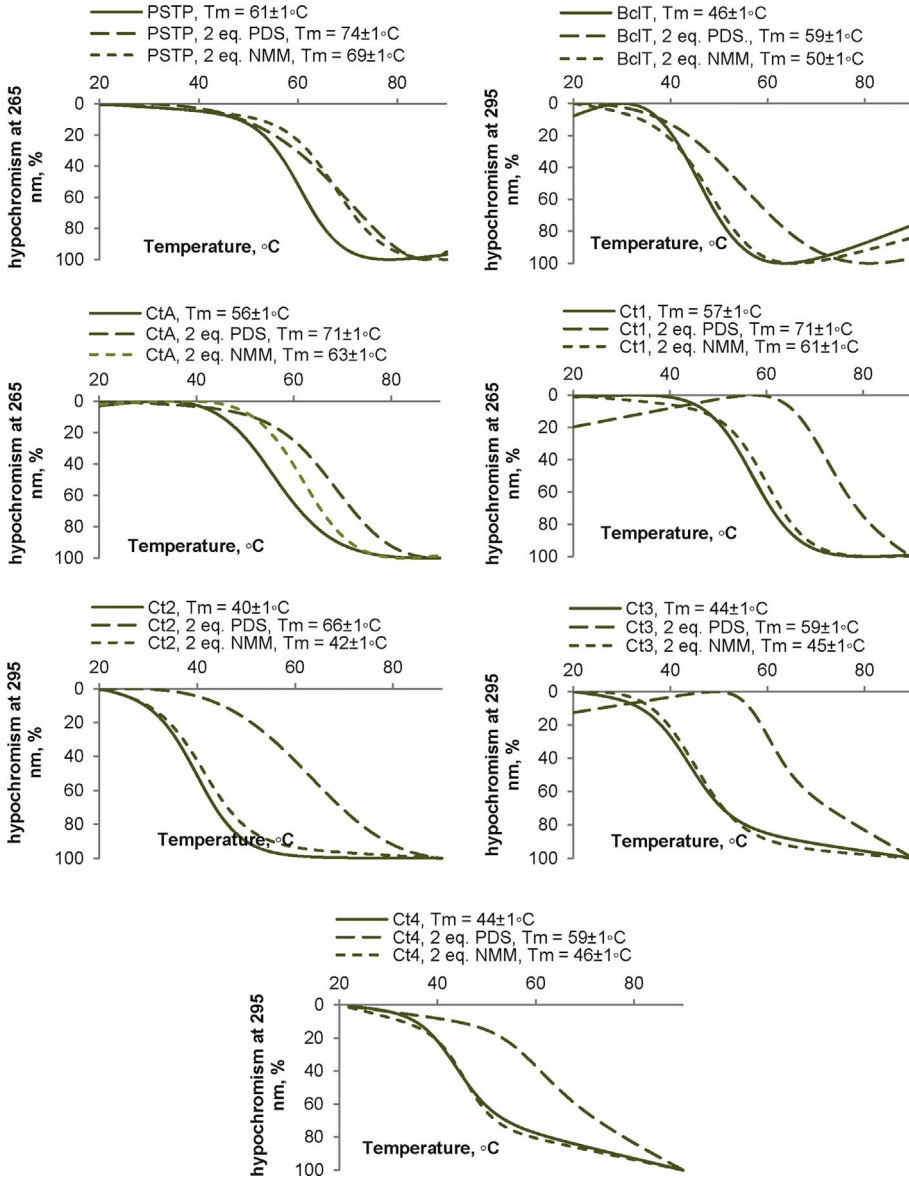 PSTP, Tm = 61±1◦C
PSTP, 2 eq. PDS, Tm = 74±1◦C
PSTP, 2 eq. NMM, Tm = 69±1◦C
20 40 60 80
hypochromism at 265
nm, %
0
20
40
60
80
100
Temperature, ◦C
BclT, Tm = 46±1◦C
BclT, 2 eq. PDS., Tm = 59±1◦C
BclT, 2 eq. NMM, Tm = 50±1◦C
20 40 60 80
hypochromism at 295
nm, %
0
20
40
60
80
100
Temperature, ◦C
CtA, Tm = 56±1◦C
CtA, 2 eq. PDS, Tm = 71±1◦C
CtA, 2 eq. NMM, Tm = 63±1◦C
20 40 60 80
hypochromism at 265
nm, %
0
20
40
60
80
100
Temperature, ◦C
Ct1, Tm = 57±1◦C
Ct1, 2 eq. PDS, Tm = 71±1◦C
Ct1, 2 eq. NMM, Tm = 61±1◦C
20 40 60 80
hypochromism at 265
nm, %
0
20
40
60
80
100
Temperature, ◦C
Ct2, Tm = 40±1◦C
Ct2, 2 eq. PDS, Tm = 66±1◦C
Ct2, 2 eq. NMM, Tm = 42±1◦C
20 40 60 80
hypochromism at 295
nm, %
0
20
40
60
80
100
Temperature, ◦C
Ct3, Tm = 44±1◦C
Ct3, 2 eq. PDS, Tm = 59±1◦C
Ct3, 2 eq. NMM, Tm = 45±1◦C
20 40 60 80
hypochromism at 295
nm, %
0
20
40
60
80
100
Temperature, ◦C
Ct4, Tm = 44±1◦C
Ct4, 2 eq. PDS, Tm = 59±1◦C
Ct4, 2 eq. NMM, Tm = 46±1◦C
20 40 60 80
hypochromism at 295
nm, %
0
20
40
60
80
100
Temperature, ◦C